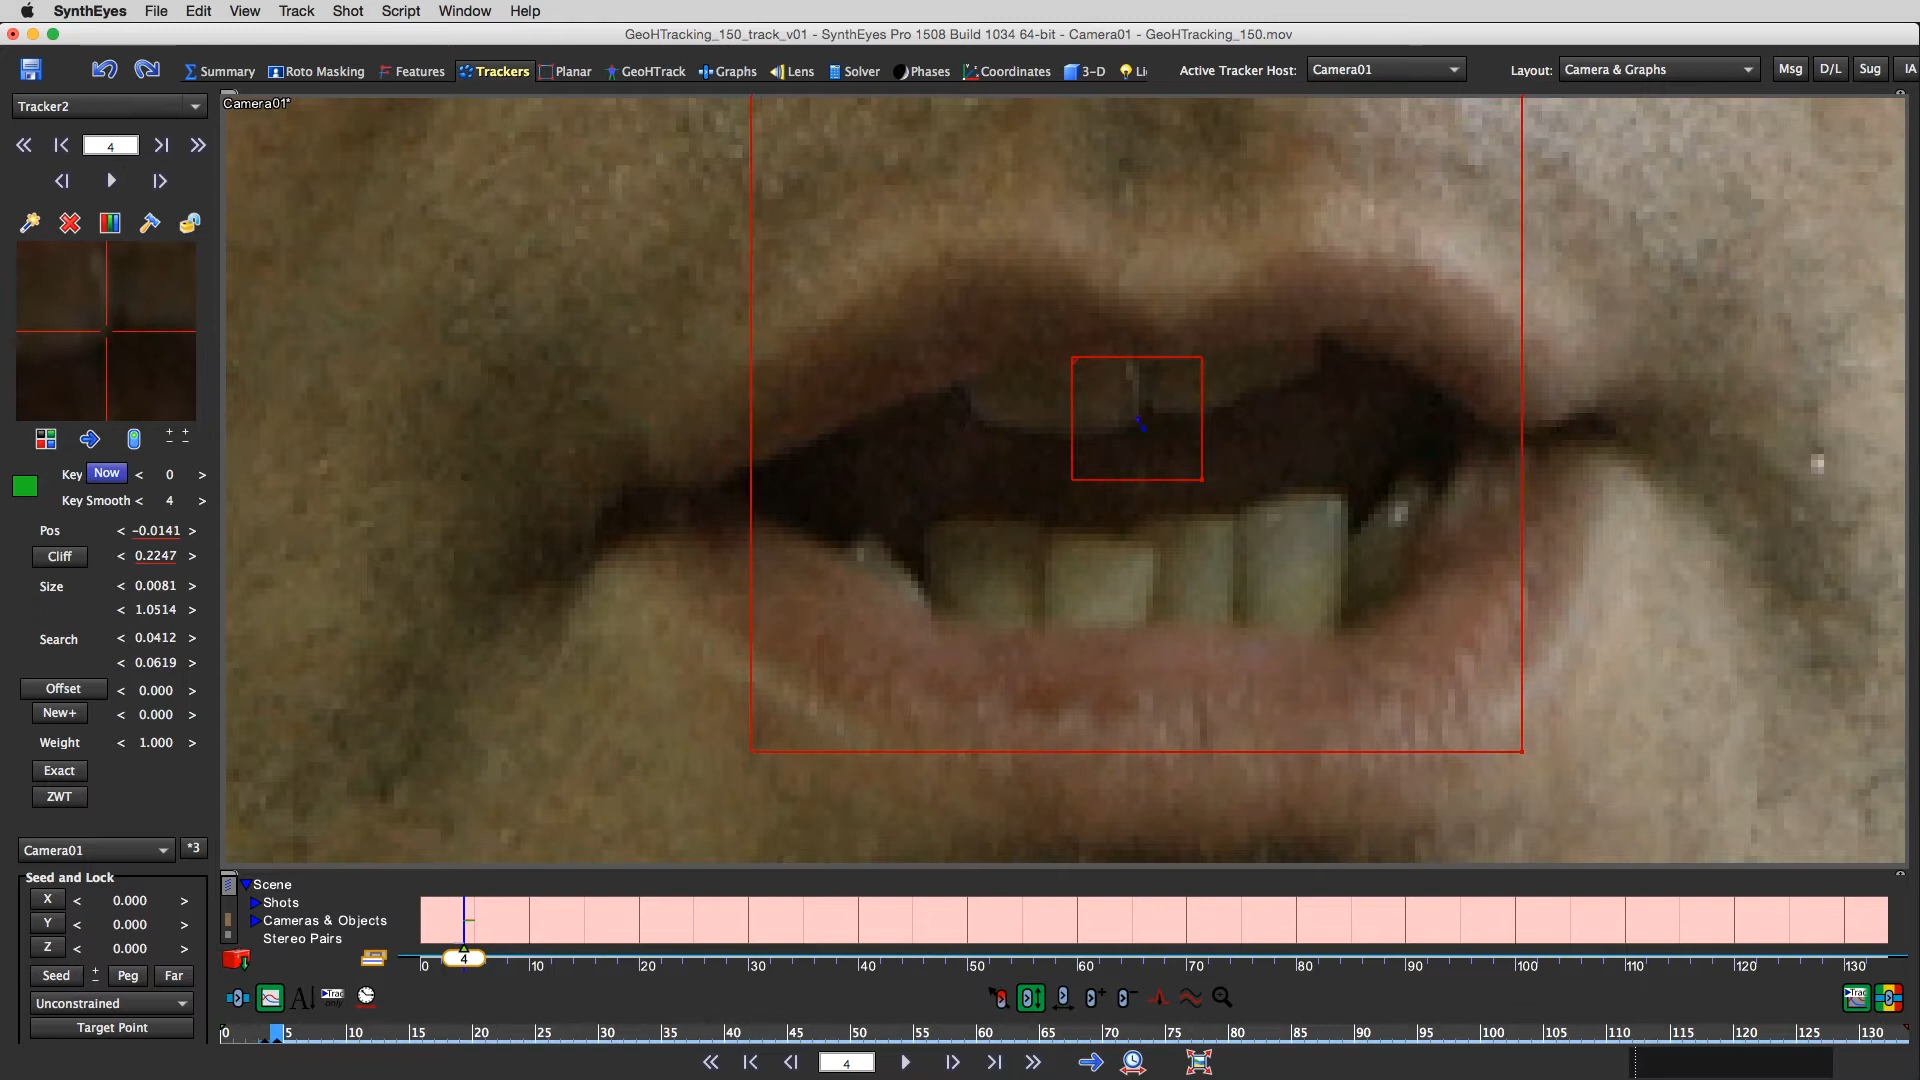 SynthEyes File Edit View Track Shot Script Window Help
GeoHTracking_150_track_v01 - SynthEyes Pro 1508 Build 1034 64-bit - Camera01 - GeoHTracking_150.mov
Summary Roto Masking Features Trackers Planar GeoHTrack Graphs Lens Solver Phases Coordinates 3-D Li Active Tracker Host: Camera01 Layout: Camera & Graphs Msg D/L Sug IA
Tracker2
Camera01*
4
Key Now < 0 >
Key Smooth < 4 >
Pos < -0.0141 >
Cliff < 0.2247 >
Size < 0.0081 >
< 1.0514 >
Search < 0.0412 >
< 0.0619 >
Offset < 0.000 >
New+ < 0.000 >
Weight < 1.000 >
Exact
ZWT
Camera01 *3
Seed and Lock
X < 0.000 >
Y < 0.000 >
Z < 0.000 >
Seed Peg Far
Unconstrained
Target Point
Scene
Shots
Cameras & Objects
Stereo Pairs
4
0 10 20 30 40 50 60 70 80 90 100 110 120 130
A Trac only
Trac
0 5 10 15 20 25 30 35 40 45 50 55 60 65 70 75 80 85 90 95 100 105 110 115 120 125 130
4